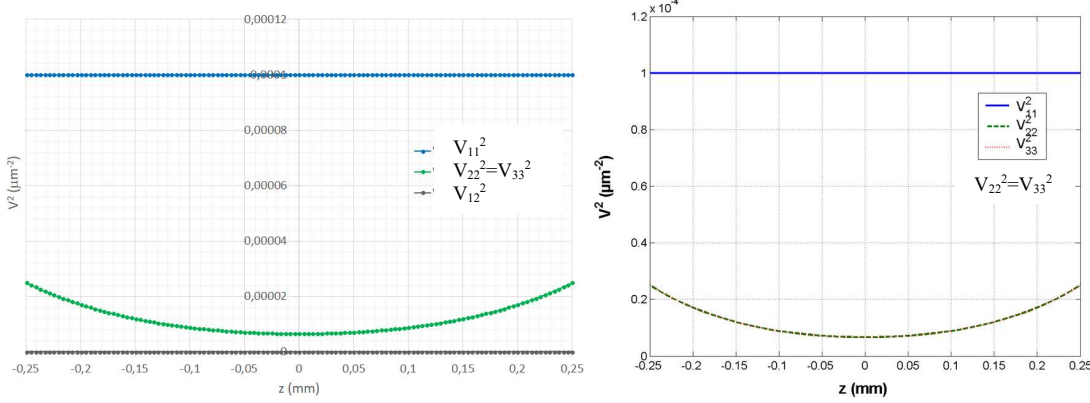 0,00012
0,0001
0,00008
0,00006
0,00004
0,00002
0
V² (µm⁻²)
-0,25 -0,2 -0,15 -0,1 -0,05 0 0,05 0,1 0,15 0,2 0,25
z (mm)
V₁₁²
V₂₂²=V₃₃²
V₁₂²
x 10⁻⁴
1.2
1
0.8
0.6
0.4
0.2
0
V² (µm⁻²)
-0.25 -0.2 -0.15 -0.1 -0.05 0 0.05 0.1 0.15 0.2 0.25
z (mm)
V²₁₁
V²₂₂
V²₃₃
V₂₂²=V₃₃²